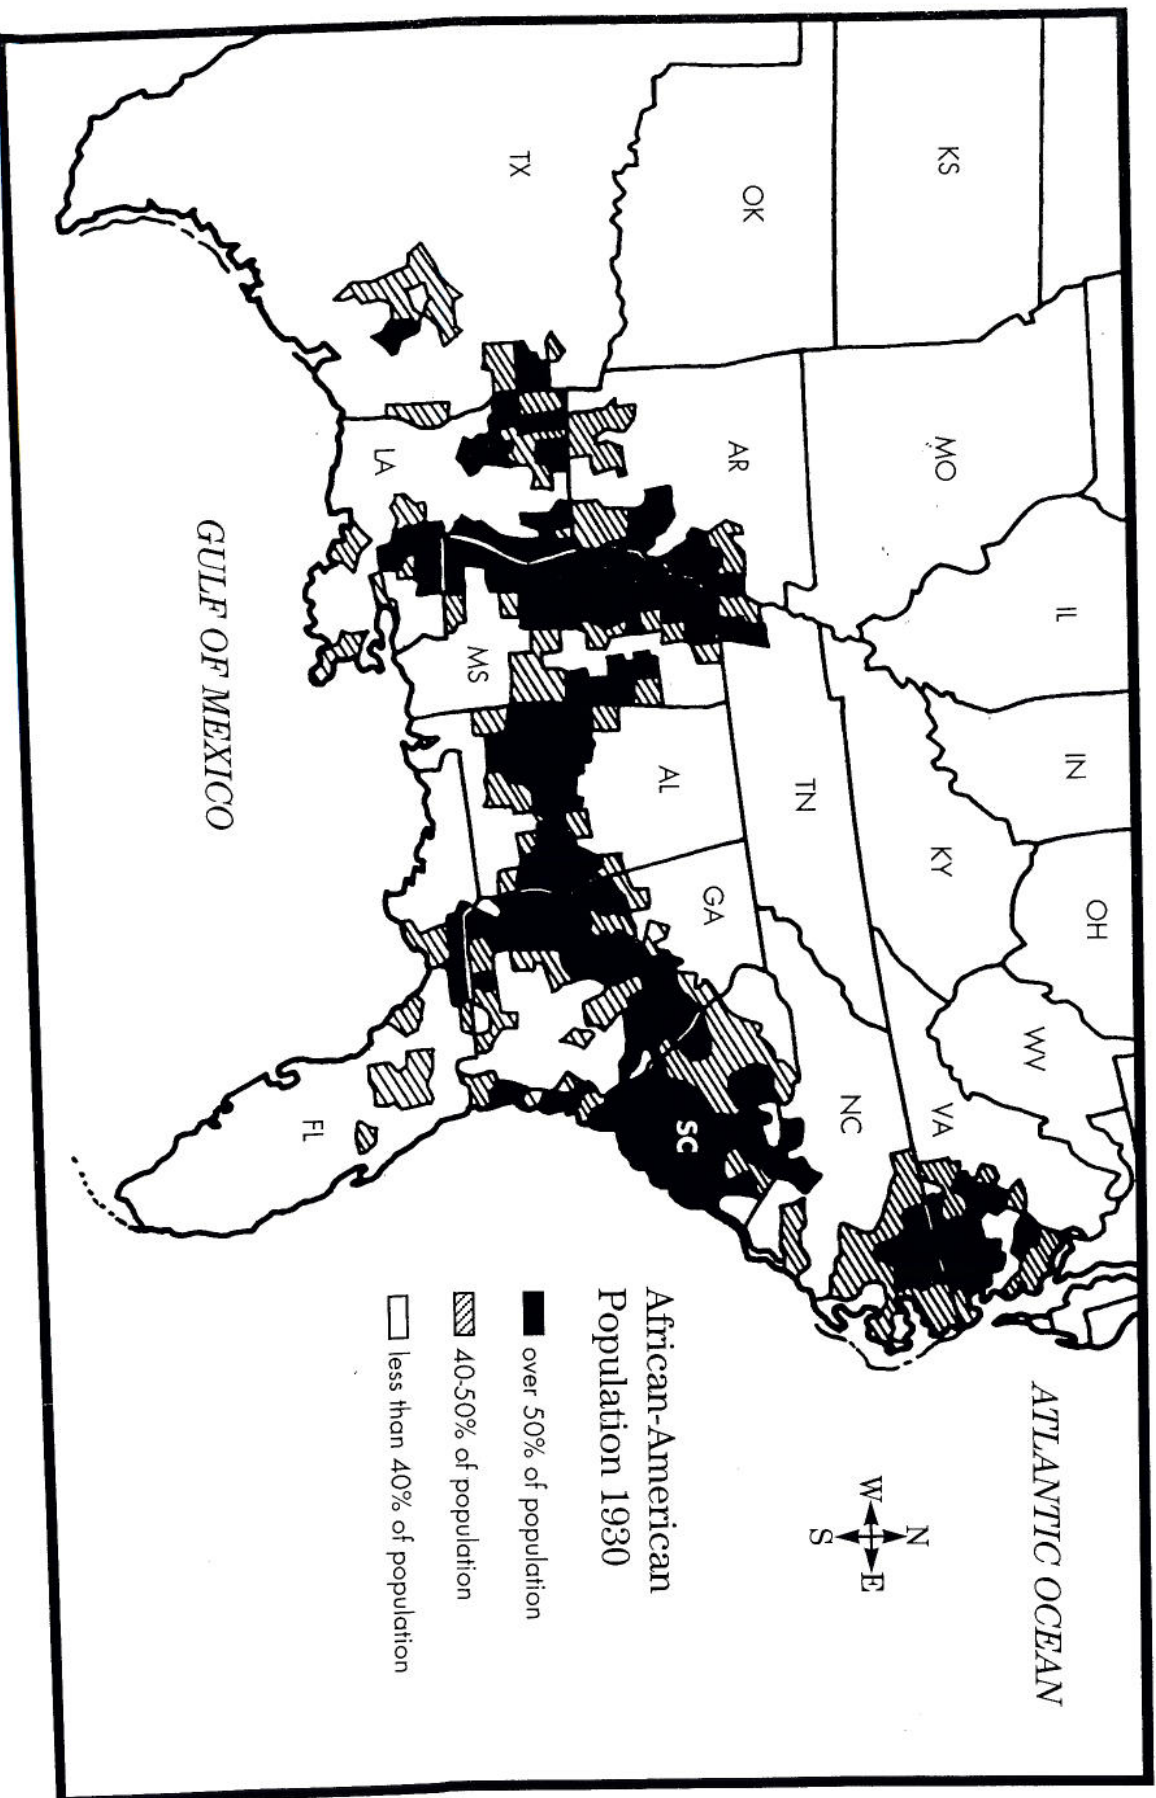 KS
MO
IL
IN
OH
WV
VA
KY
OK
AR
TN
NC
TX
LA
MS
AL
GA
SC
FL
GULF OF MEXICO
ATLANTIC OCEAN
N
W
E
S
African-American
Population 1930
over 50% of population
40-50% of population
less than 40% of population